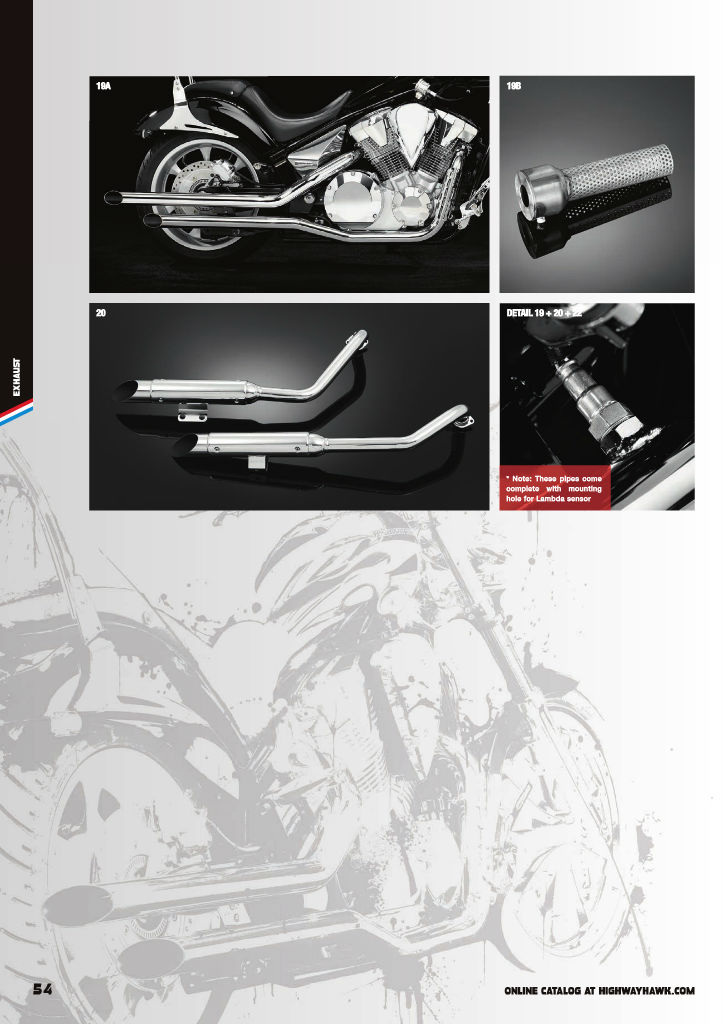 19A
19B
20
DETAIL 19 + 20 + 22
* Note: These pipes come
complete with mounting
hole for Lambda sensor
EXHAUST
54
ONLINE CATALOG AT HIGHWAYHAWK.COM